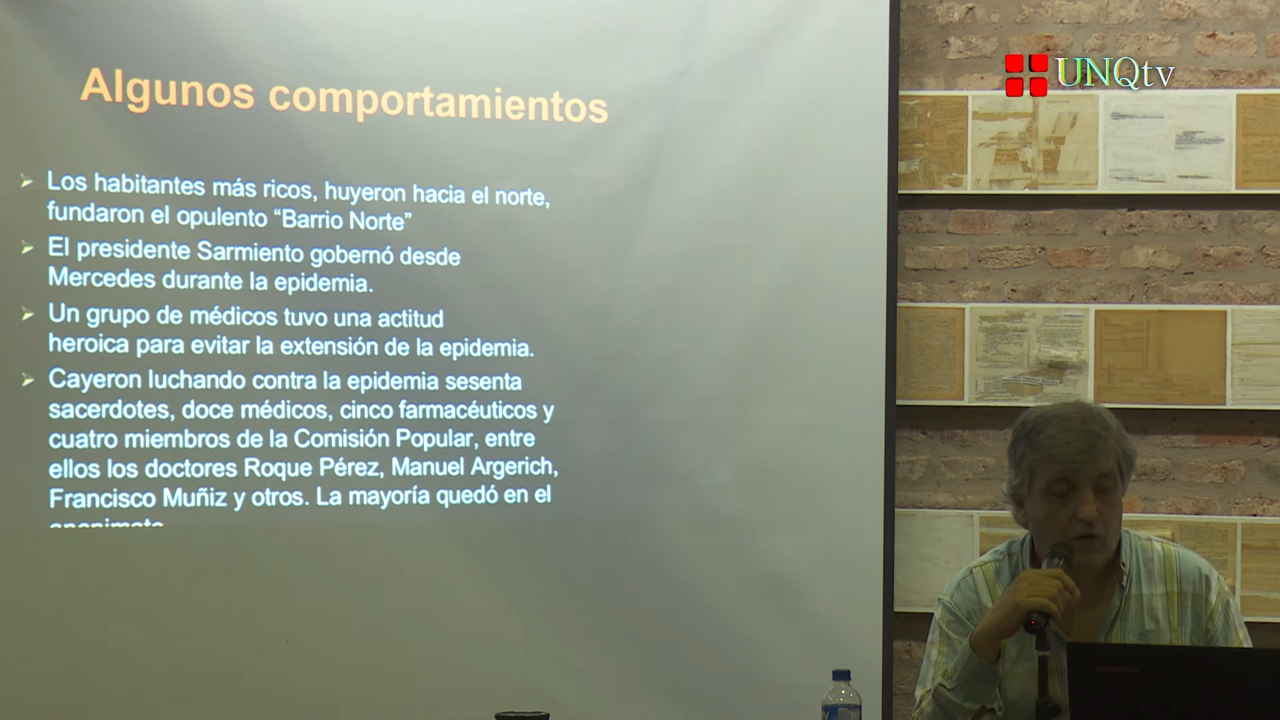 UNQtv
Algunos comportamientos
Los habitantes más ricos, huyeron hacia el norte,
fundaron el opulento “Barrio Norte”
El presidente Sarmiento gobernó desde
Mercedes durante la epidemia.
Un grupo de médicos tuvo una actitud
heroica para evitar la extensión de la epidemia.
Cayeron luchando contra la epidemia sesenta
sacerdotes, doce médicos, cinco farmacéuticos y
cuatro miembros de la Comisión Popular, entre
ellos los doctores Roque Pérez, Manuel Argerich,
Francisco Muñiz y otros. La mayoría quedó en el